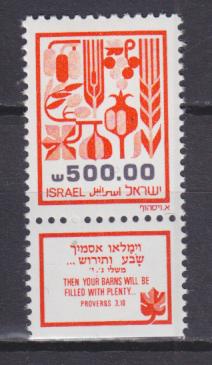 ש 500.00
ISRAEL اسرائيل ישראל
א. ויסהוף
וימלאו אסמיך
שבע ותירוש...
משלי ג׳. י׳
THEN YOUR BARNS WILL BE
FILLED WITH PLENTY...
PROVERBS 3.10